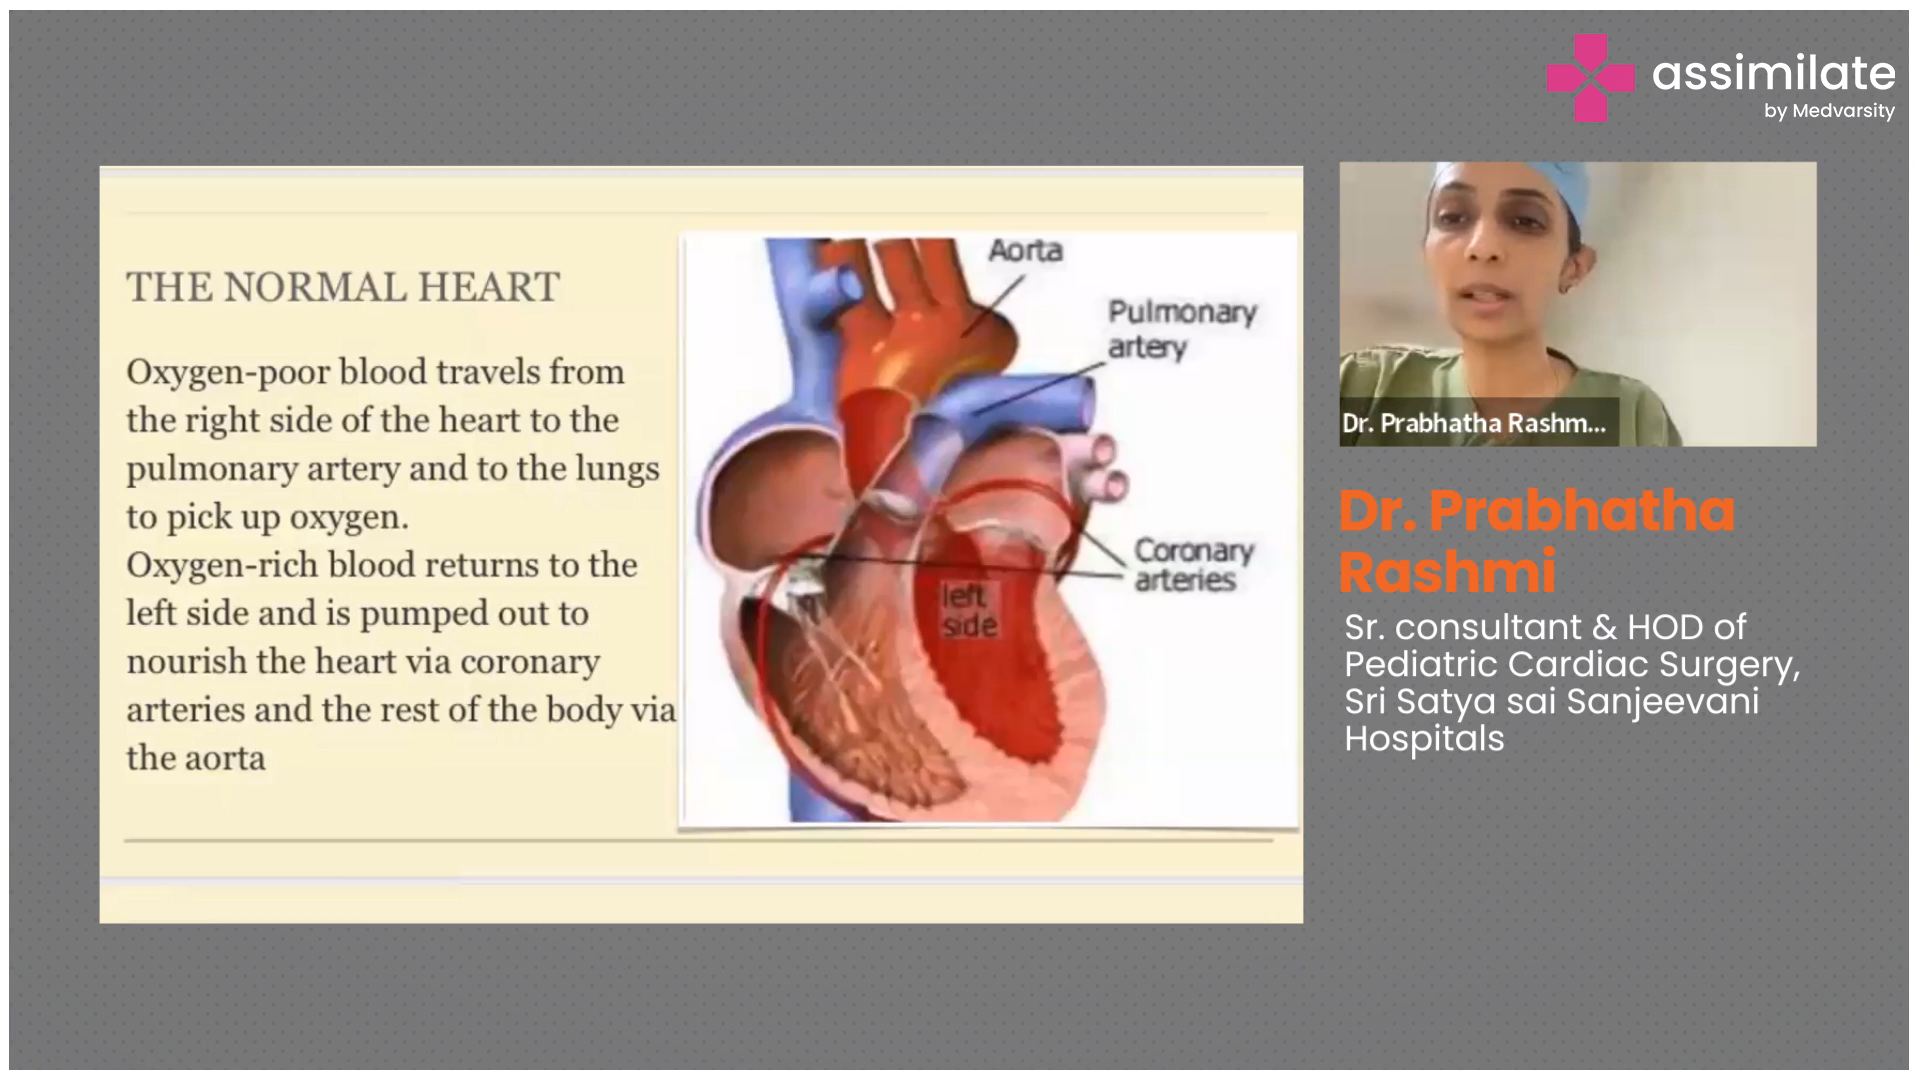 assimilate
by Medvarsity
THE NORMAL HEART
Oxygen-poor blood travels from
the right side of the heart to the
pulmonary artery and to the lungs
to pick up oxygen.
Oxygen-rich blood returns to the
left side and is pumped out to
nourish the heart via coronary
arteries and the rest of the body via
the aorta
Aorta
Pulmonary
artery
Coronary
arteries
left
side
Dr. Prabhatha Rashm...
Dr. Prabhatha
Rashmi
Sr. consultant & HOD of
Pediatric Cardiac Surgery,
Sri Satya sai Sanjeevani
Hospitals